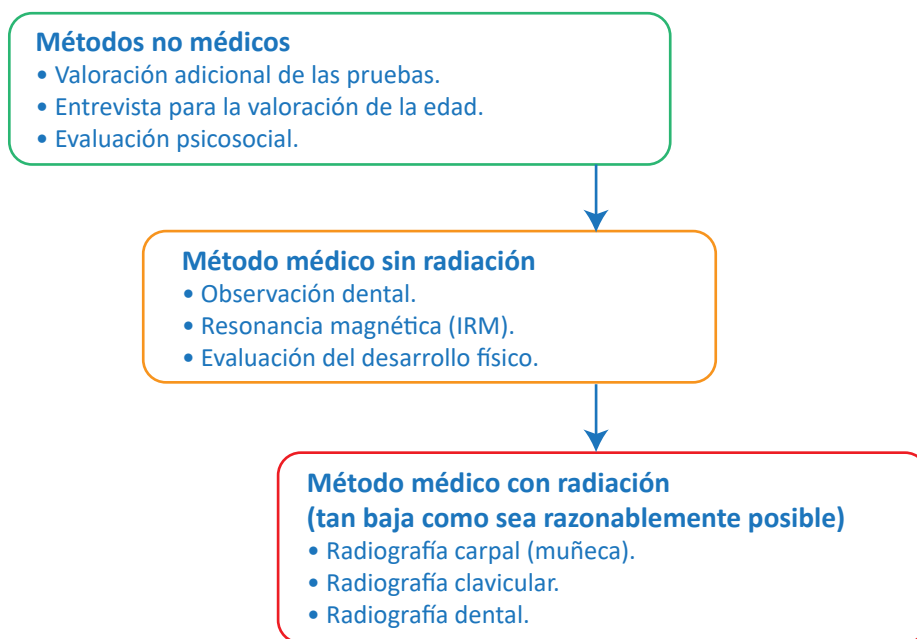 Métodos no médicos
• Valoración adicional de las pruebas.
• Entrevista para la valoración de la edad.
• Evaluación psicosocial.
Método médico sin radiación
• Observación dental.
• Resonancia magnética (IRM).
• Evaluación del desarrollo físico.
Método médico con radiación
(tan baja como sea razonablemente posible)
• Radiografía carpal (muñeca).
• Radiografía clavicular.
• Radiografía dental.